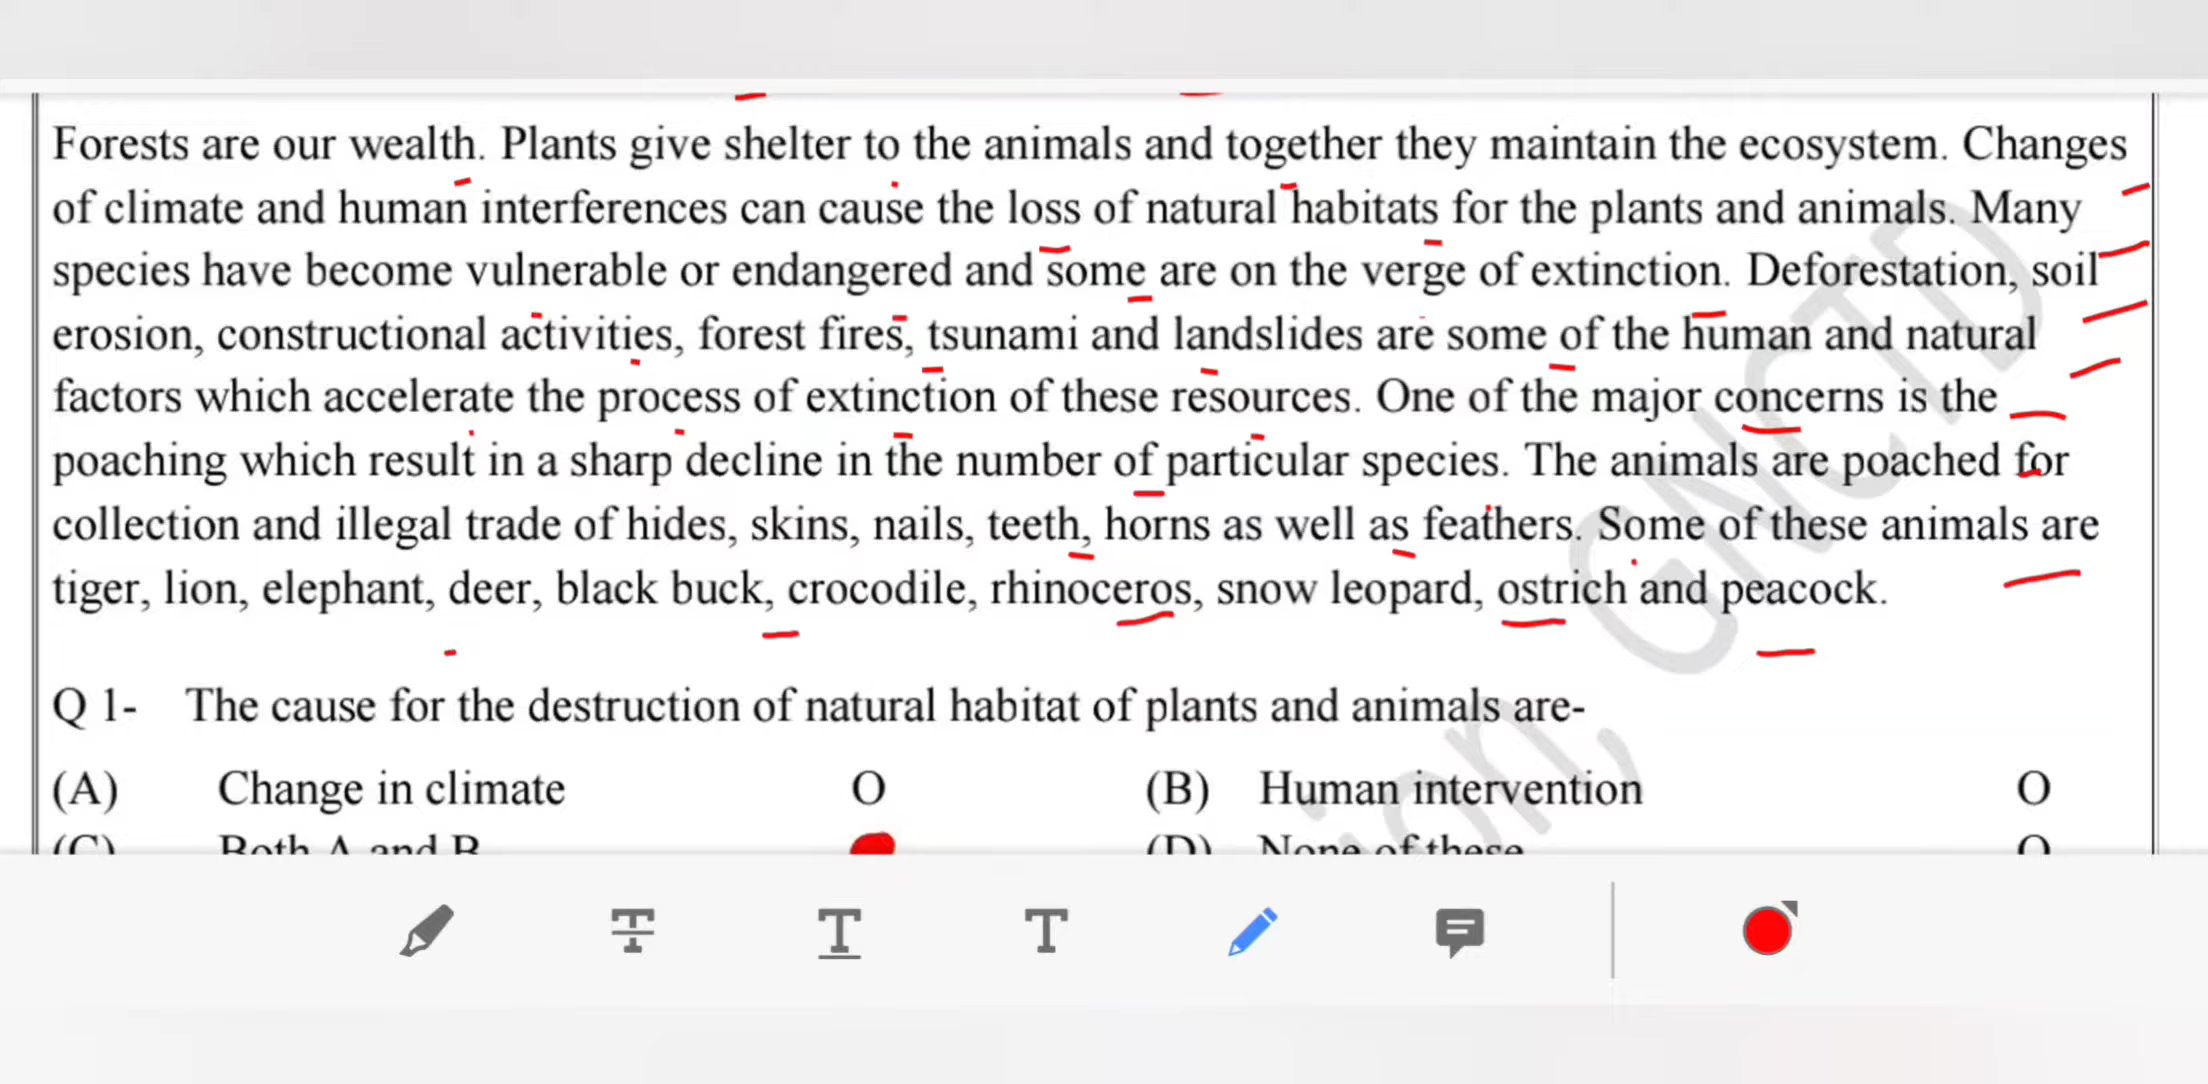 Forests are our wealth. Plants give shelter to the animals and together they maintain the ecosystem. Changes
of climate and human interferences can cause the loss of natural habitats for the plants and animals. Many
species have become vulnerable or endangered and some are on the verge of extinction. Deforestation, soil
erosion, constructional activities, forest fires, tsunami and landslides are some of the human and natural
factors which accelerate the process of extinction of these resources. One of the major concerns is the
poaching which result in a sharp decline in the number of particular species. The animals are poached for
collection and illegal trade of hides, skins, nails, teeth, horns as well as feathers. Some of these animals are
tiger, lion, elephant, deer, black buck, crocodile, rhinoceros, snow leopard, ostrich and peacock.
Q 1- The cause for the destruction of natural habitat of plants and animals are-
(A) Change in climate O (B) Human intervention O
(C) Both A and B (D) None of these O
ion, GNCTD